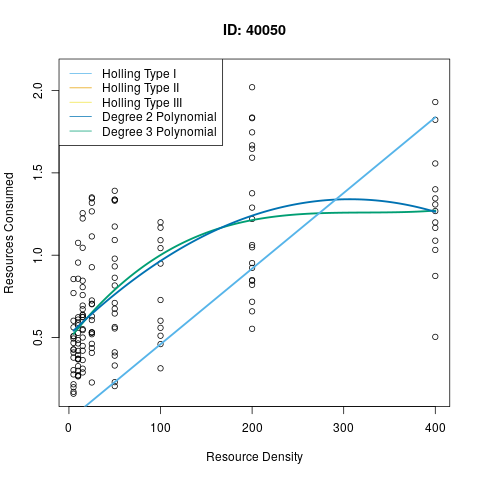 ID: 40050
Holling Type I
Holling Type II
Holling Type III
Degree 2 Polynomial
Degree 3 Polynomial
Resources Consumed
2.0
1.5
1.0
0.5
0
100
200
300
400
Resource Density